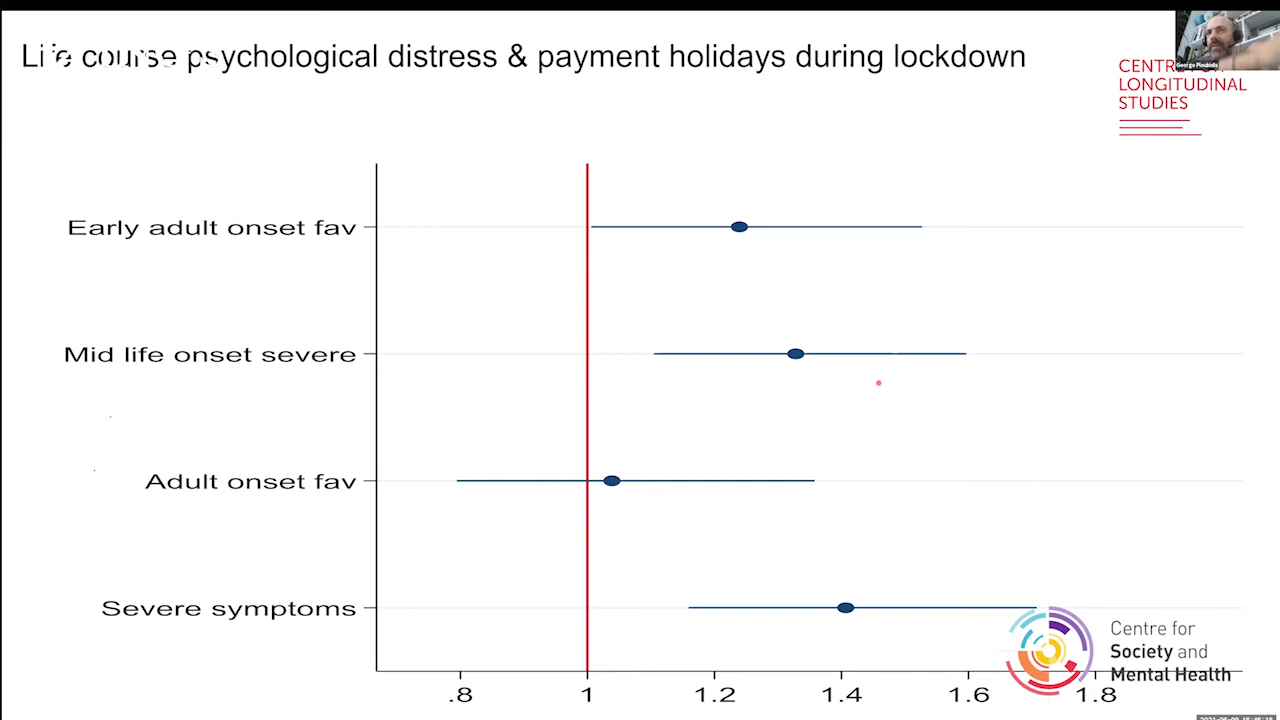 Life course psychological distress & payment holidays during lockdown
George Ploubidis
CENTRE FOR
LONGITUDINAL
STUDIES
Early adult onset fav
Mid life onset severe
Adult onset fav
Severe symptoms
.8 1 1.2 1.4 1.6 1.8
Centre for
Society and
Mental Health